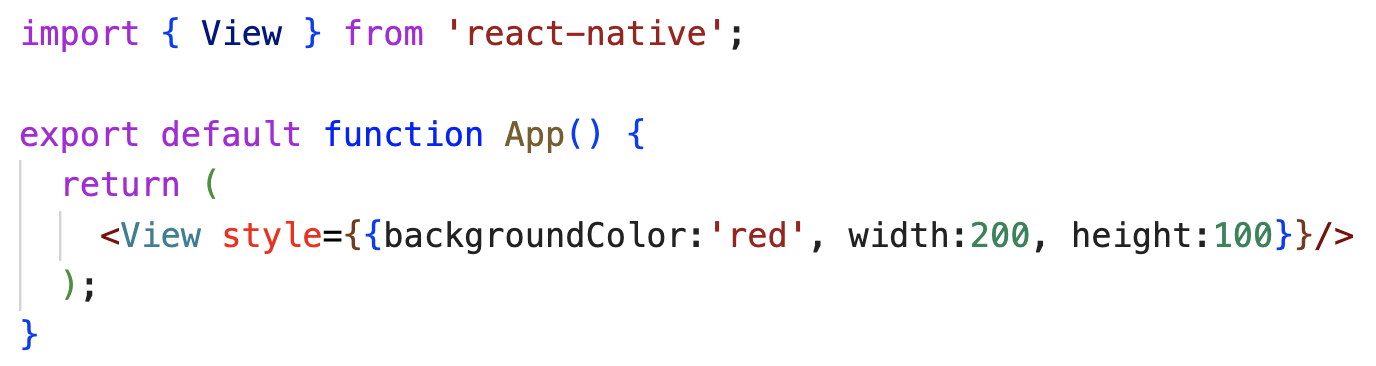 import { View } from 'react-native';

export default function App() {
  return (
    <View style={{backgroundColor:'red', width:200, height:100}}/>
  );
}